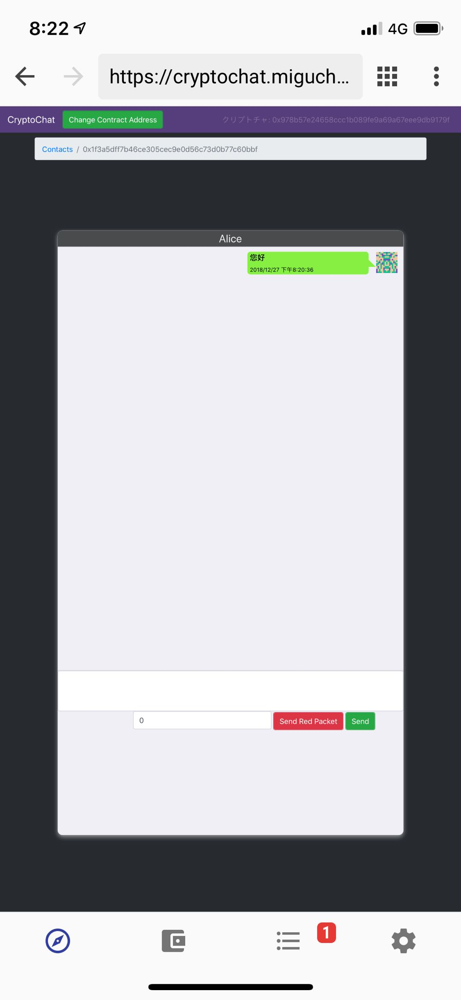 8:22
4G
https://cryptochat.miguch...
CryptoChat
Change Contract Address
クリプトチャ: 0x978b57e24658ccc1b089fe9a69a67eee9db9179f
Contacts / 0x1f3a5dff7b46ce305cec9e0d56c73d0b77c60bbf
Alice
您好
2018/12/27 下午8:20:36
0
Send Red Packet
Send
1